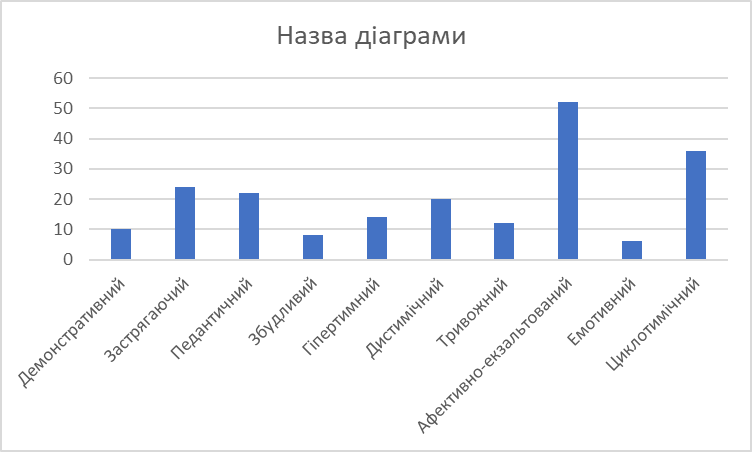 Назва діаграми
60
50
40
30
20
10
0
Демонстративний
Застрягаючий
Педантичний
Збудливий
Гіпертимний
Дистимічний
Тривожний
Афективно-екзальтований
Емотивний
Циклотимічний